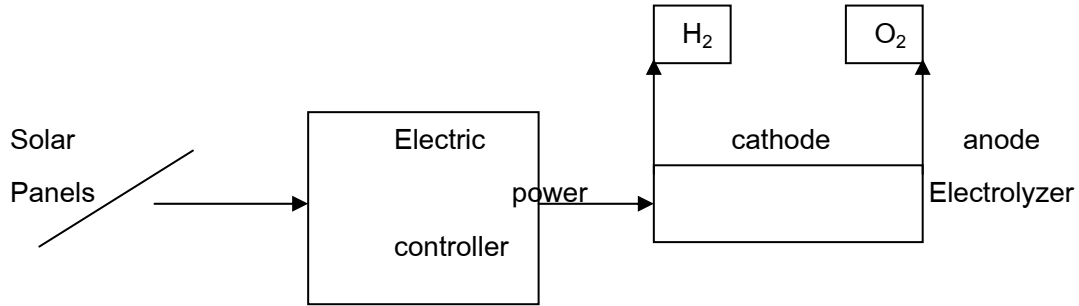 H₂ O₂
Solar Electric cathode anode
Panels power Electrolyzer
controller